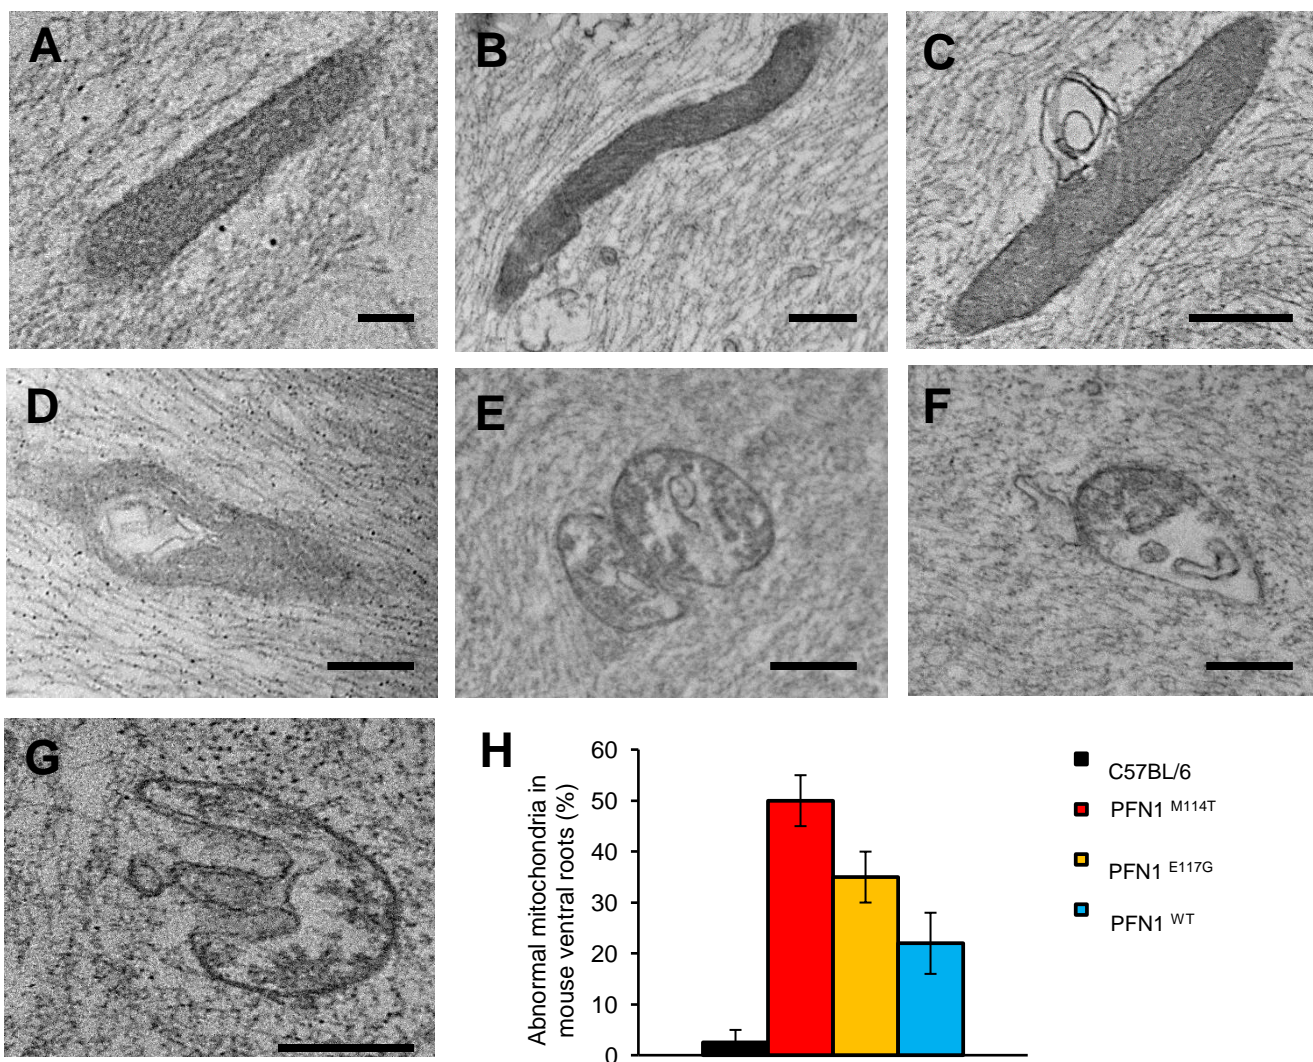 A
B
C
D
E
F
G
H
Abnormal mitochondria in
mouse ventral roots (%)
60
50
40
30
20
10
0
C57BL/6
PFN1 M114T
PFN1 E117G
PFN1 WT